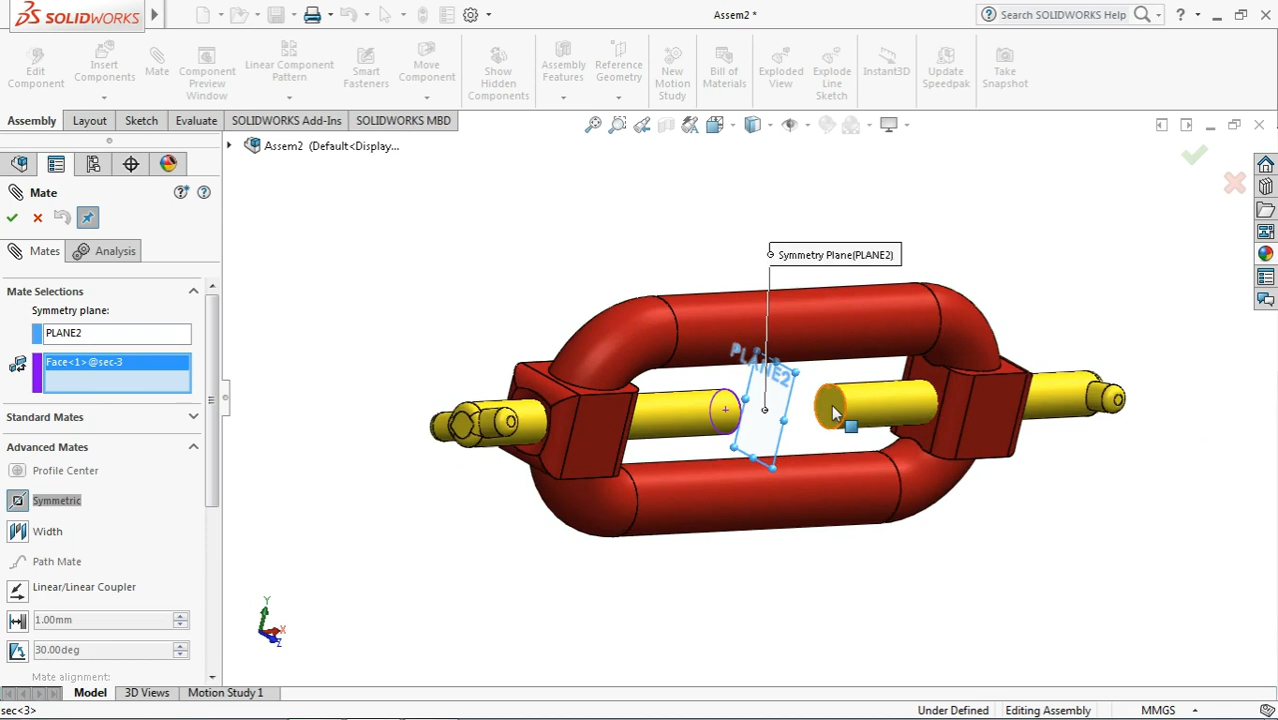 SOLIDWORKS
Assem2 *
Search SOLIDWORKS Help
?
Edit Component
Insert Components
Mate
Component Preview Window
Linear Component Pattern
Smart Fasteners
Move Component
Show Hidden Components
Assembly Features
Reference Geometry
New Motion Study
Bill of Materials
Exploded View
Explode Line Sketch
Instant3D
Update Speedpak
Take Snapshot
Assembly
Layout
Sketch
Evaluate
SOLIDWORKS Add-Ins
SOLIDWORKS MBD
Assem2 (Default<Display...
Mate
Mates
Analysis
Mate Selections
Symmetry plane:
PLANE2
Face<1>@sec-3
Standard Mates
Advanced Mates
Profile Center
Symmetric
Width
Path Mate
Linear/Linear Coupler
1.00mm
30.00deg
Mate alignment:
Symmetry Plane(PLANE2)
PLANE2
Y
X
Z
Model
3D Views
Motion Study 1
sec<3>
Under Defined
Editing Assembly
MMGS